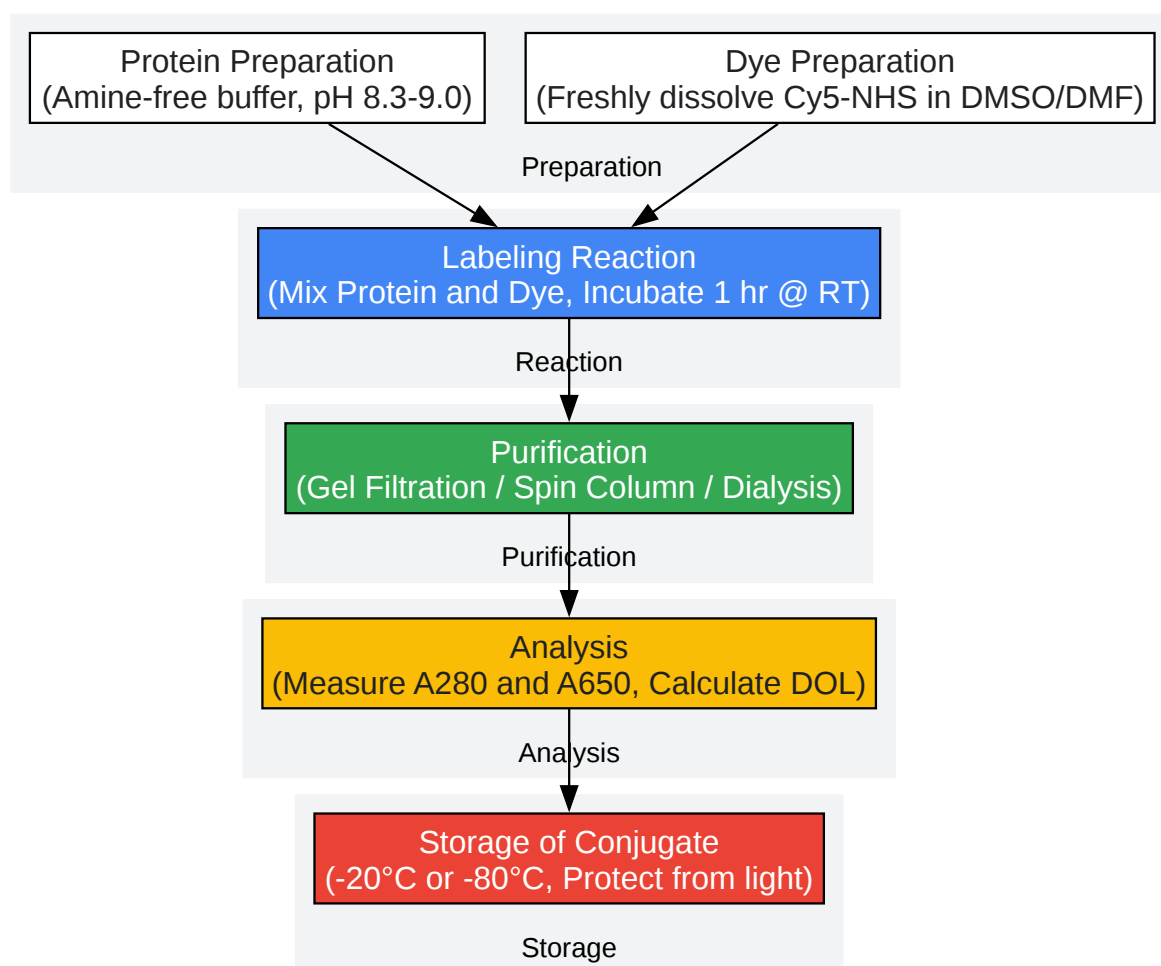 Protein Preparation
(Amine-free buffer, pH 8.3-9.0)
Dye Preparation
(Freshly dissolve Cy5-NHS in DMSO/DMF)
Preparation
Labeling Reaction
(Mix Protein and Dye, Incubate 1 hr @ RT)
Reaction
Purification
(Gel Filtration / Spin Column / Dialysis)
Purification
Analysis
(Measure A280 and A650, Calculate DOL)
Analysis
Storage of Conjugate
(-20°C or -80°C, Protect from light)
Storage